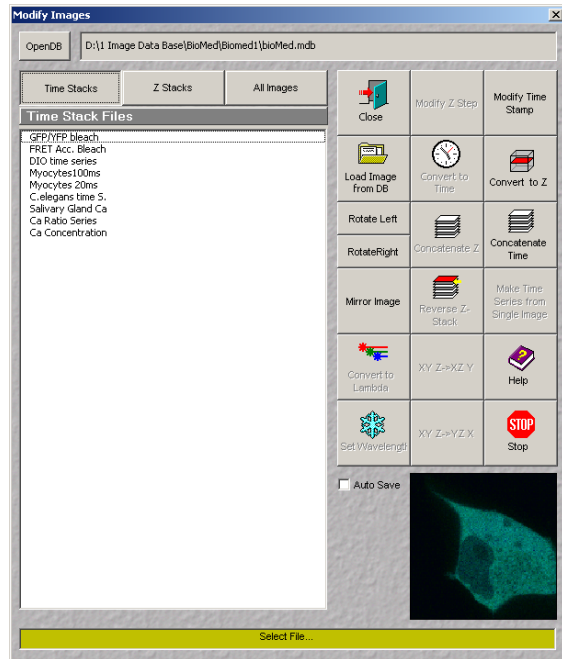 Modify Images
OpenDB
D:\1 Image Data Base\BioMed\Biomed1\bioMed.mdb
Time Stacks
Z Stacks
All Images
Time Stack Files
GFP/YFP bleach
FRET Acc. Bleach
DIO time series
Myocytes100ms
Myocytes 20ms
C.elegans time S.
Salivary Gland Ca
Ca Ratio Series
Ca Concentration
Close
Modify Z Step
Modify Time
Stamp
Load Image
from DB
Convert to
Time
Convert to Z
Rotate Left
RotateRight
Concatenate Z
Concatenate
Time
Mirror Image
Reverse Z-
Stack
Make Time
Series from
Single Image
Convert to
Lambda
XY Z->XZ Y
Help
Set Wavelengtl
XY Z->YZ X
STOP
Stop
Auto Save
Select File...